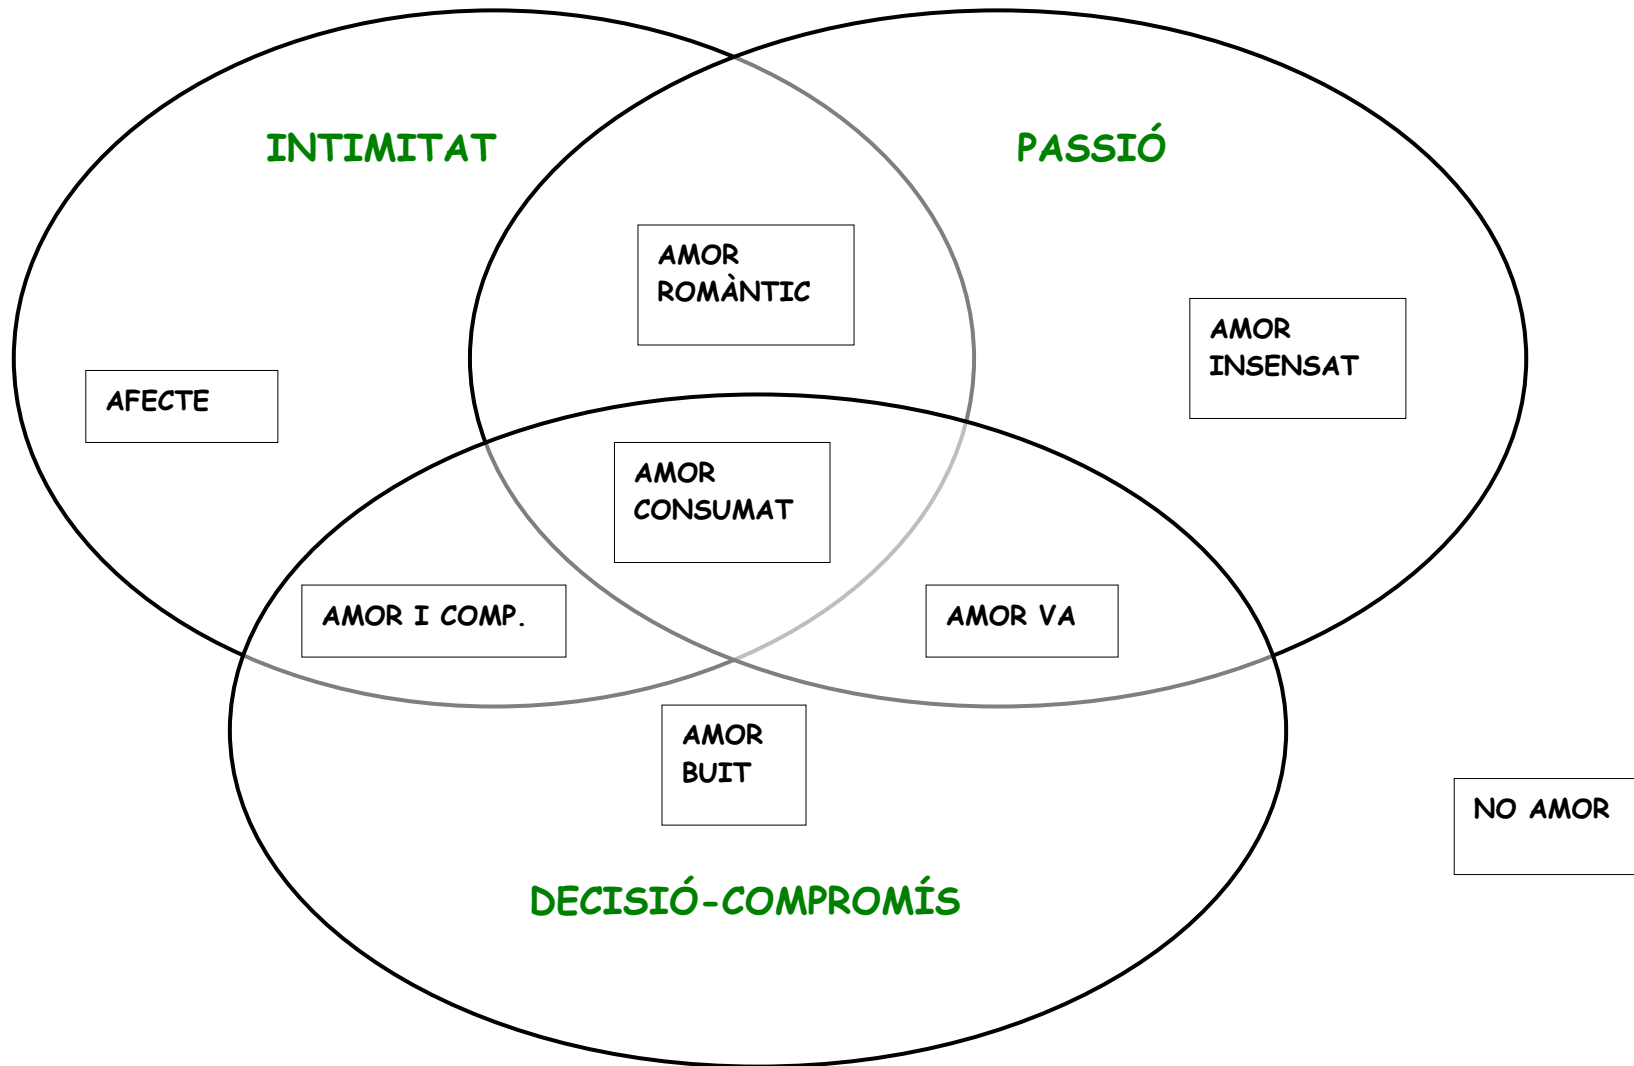 INTIMITAT
PASSIÓ
AMOR
ROMÀNTIC
AMOR
INSENSAT
AFECTE
AMOR
CONSUMAT
AMOR I COMP.
AMOR VA
AMOR
BUIT
NO AMOR
DECISIÓ-COMPROMÍS